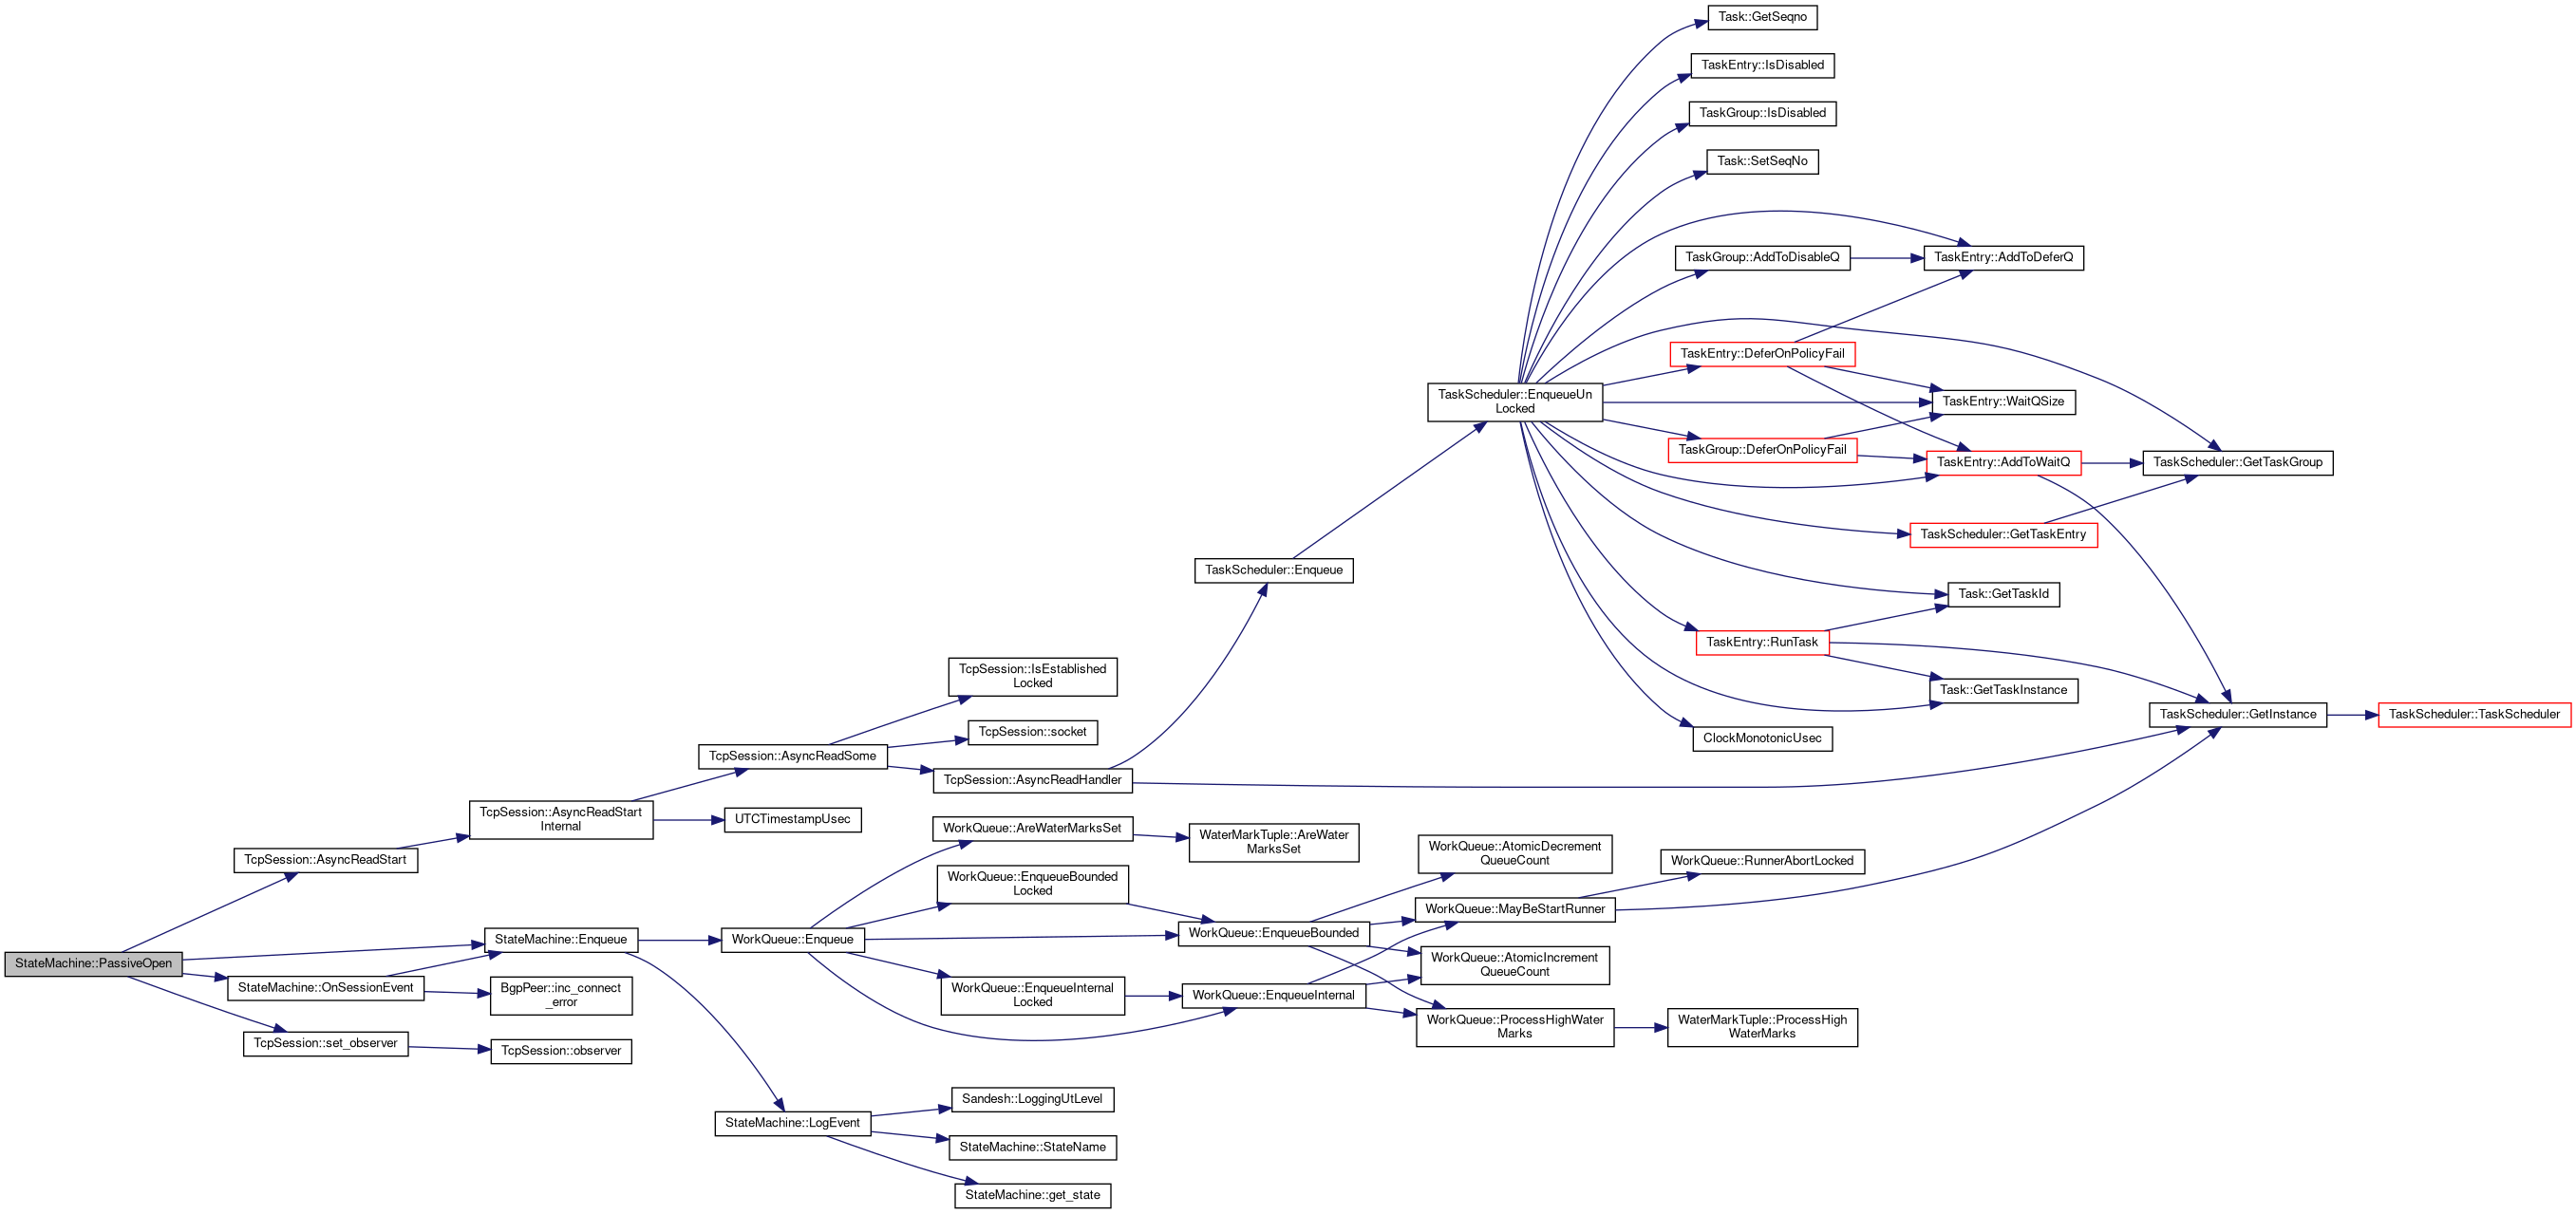 Task::GetSeqno
TaskEntry::IsDisabled
TaskGroup::IsDisabled
Task::SetSeqNo
TaskGroup::AddToDisableQ
TaskEntry::AddToDeferQ
TaskEntry::DeferOnPolicyFail
TaskScheduler::EnqueueUn
Locked
TaskEntry::WaitQSize
TaskGroup::DeferOnPolicyFail
TaskEntry::AddToWaitQ
TaskScheduler::GetTaskGroup
TaskScheduler::GetTaskEntry
TaskScheduler::Enqueue
Task::GetTaskId
TaskEntry::RunTask
Task::GetTaskInstance
TcpSession::IsEstablished
Locked
TaskScheduler::GetInstance
TaskScheduler::TaskScheduler
TcpSession::socket
ClockMonotonicUsec
TcpSession::AsyncReadSome
TcpSession::AsyncReadHandler
TcpSession::AsyncReadStart
Internal
UTCTimestampUsec
WorkQueue::AreWaterMarksSet
WaterMarkTuple::AreWater
MarksSet
WorkQueue::AtomicDecrement
QueueCount
TcpSession::AsyncReadStart
WorkQueue::RunnerAbortLocked
WorkQueue::EnqueueBounded
Locked
WorkQueue::MayBeStartRunner
WorkQueue::EnqueueBounded
StateMachine::Enqueue
WorkQueue::Enqueue
StateMachine::PassiveOpen
WorkQueue::AtomicIncrement
QueueCount
StateMachine::OnSessionEvent
BgpPeer::inc_connect
_error
WorkQueue::EnqueueInternal
Locked
WorkQueue::EnqueueInternal
WorkQueue::ProcessHighWater
Marks
WaterMarkTuple::ProcessHigh
WaterMarks
TcpSession::set_observer
TcpSession::observer
Sandesh::LoggingUtLevel
StateMachine::LogEvent
StateMachine::StateName
StateMachine::get_state